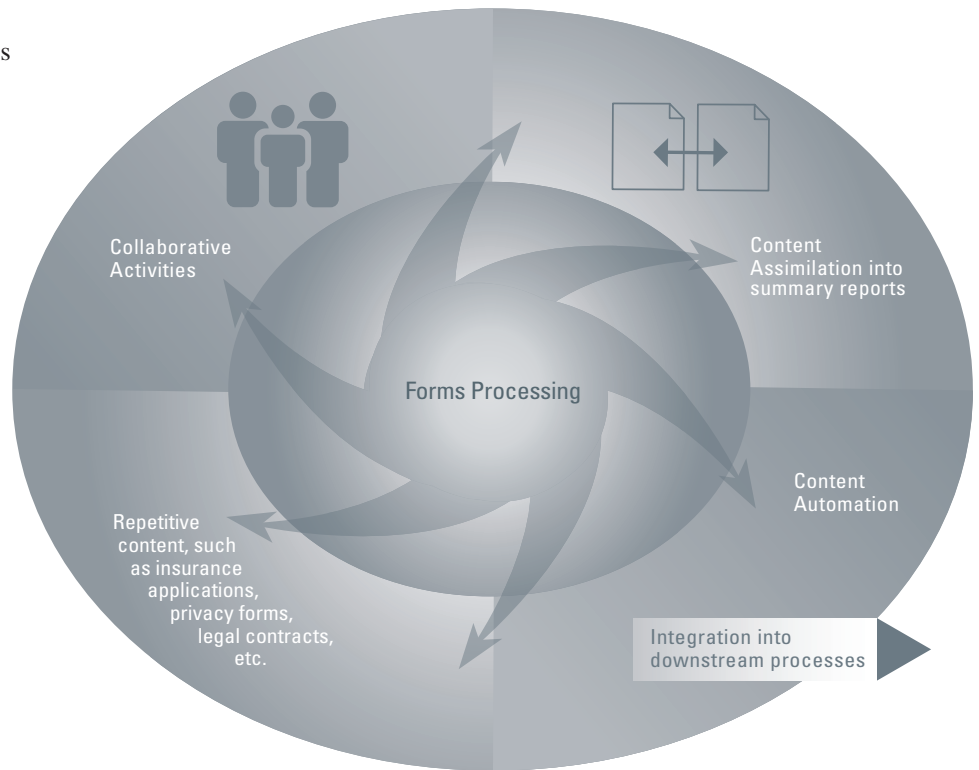 s
Collaborative
Activities
Content
Assimilation into
summary reports
Forms Processing
Content
Automation
Repetitive
content, such
as insurance
applications,
privacy forms,
legal contracts,
etc.
Integration into
downstream processes